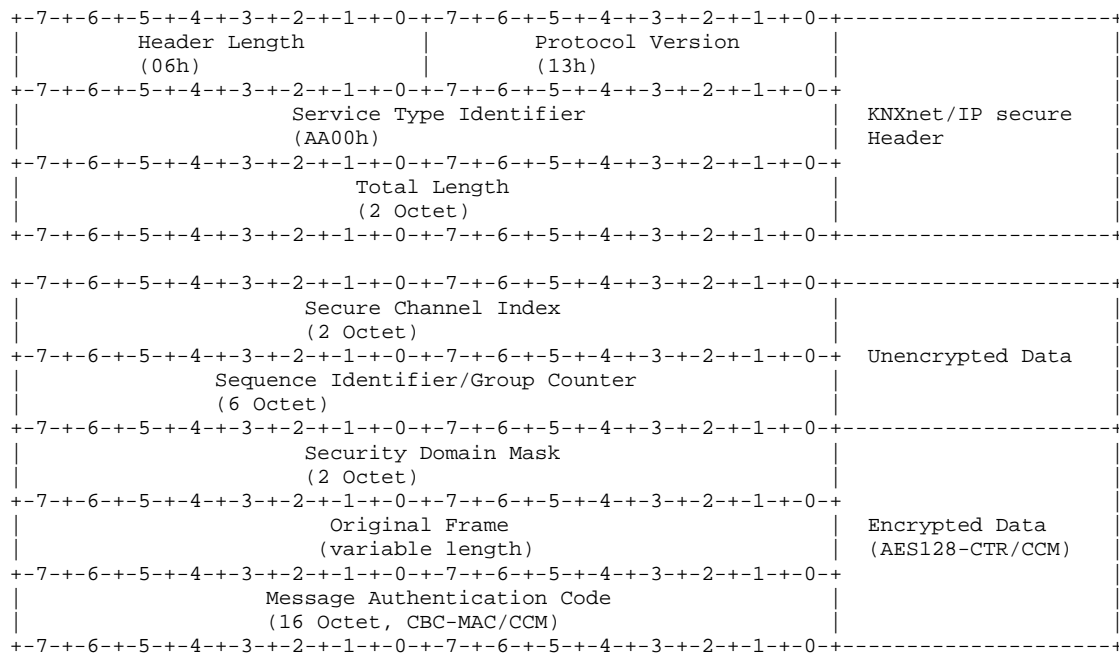 +-7-+-6-+-5-+-4-+-3-+-2-+-1-+-0-+-7-+-6-+-5-+-4-+-3-+-2-+-1-+-0-+---------------------+
|         Header Length         |        Protocol Version       |                     |
|         (06h)                 |        (13h)                  |                     |
+-7-+-6-+-5-+-4-+-3-+-2-+-1-+-0-+-7-+-6-+-5-+-4-+-3-+-2-+-1-+-0-+
|                     Service Type Identifier                   |  KNXnet/IP secure   |
|                     (AA00h)                                   |  Header             |
+-7-+-6-+-5-+-4-+-3-+-2-+-1-+-0-+-7-+-6-+-5-+-4-+-3-+-2-+-1-+-0-+                     |
|                          Total Length                         |                     |
|                          (2 Octet)                            |                     |
+-7-+-6-+-5-+-4-+-3-+-2-+-1-+-0-+-7-+-6-+-5-+-4-+-3-+-2-+-1-+-0-+---------------------+
+-7-+-6-+-5-+-4-+-3-+-2-+-1-+-0-+-7-+-6-+-5-+-4-+-3-+-2-+-1-+-0-+---------------------+
|                      Secure Channel Index                     |                     |
|                      (2 Octet)                                |                     |
+-7-+-6-+-5-+-4-+-3-+-2-+-1-+-0-+-7-+-6-+-5-+-4-+-3-+-2-+-1-+-0-+  Unencrypted Data   |
|               Sequence Identifier/Group Counter               |                     |
|               (6 Octet)                                       |                     |
+-7-+-6-+-5-+-4-+-3-+-2-+-1-+-0-+-7-+-6-+-5-+-4-+-3-+-2-+-1-+-0-+---------------------+
|                      Security Domain Mask                     |                     |
|                      (2 Octet)                                |                     |
+-7-+-6-+-5-+-4-+-3-+-2-+-1-+-0-+-7-+-6-+-5-+-4-+-3-+-2-+-1-+-0-+                     |
|                        Original Frame                         |  Encrypted Data     |
|                       (variable length)                       |  (AES128-CTR/CCM)   |
+-7-+-6-+-5-+-4-+-3-+-2-+-1-+-0-+-7-+-6-+-5-+-4-+-3-+-2-+-1-+-0-+                     |
|                   Message Authentication Code                 |                     |
|                   (16 Octet, CBC-MAC/CCM)                     |                     |
+-7-+-6-+-5-+-4-+-3-+-2-+-1-+-0-+-7-+-6-+-5-+-4-+-3-+-2-+-1-+-0-+---------------------+